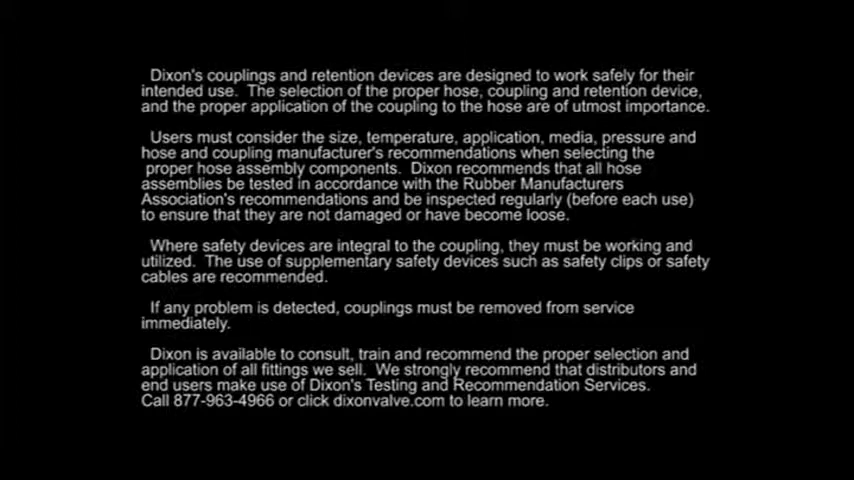 Dixon's couplings and retention devices are designed to work safely for their
intended use. The selection of the proper hose, coupling and retention device,
and the proper application of the coupling to the hose are of utmost importance.
Users must consider the size, temperature, application, media, pressure and
hose and coupling manufacturer's recommendations when selecting the
proper hose assembly components. Dixon recommends that all hose
assemblies be tested in accordance with the Rubber Manufacturers
Association's recommendations and be inspected regularly (before each use)
to ensure that they are not damaged or have become loose.
Where safety devices are integral to the coupling, they must be working and
utilized. The use of supplementary safety devices such as safety clips or safety
cables are recommended.
If any problem is detected, couplings must be removed from service
immediately.
Dixon is available to consult, train and recommend the proper selection and
application of all fittings we sell. We strongly recommend that distributors and
end users make use of Dixon's Testing and Recommendation Services.
Call 877-963-4966 or click dixonvalve.com to learn more.